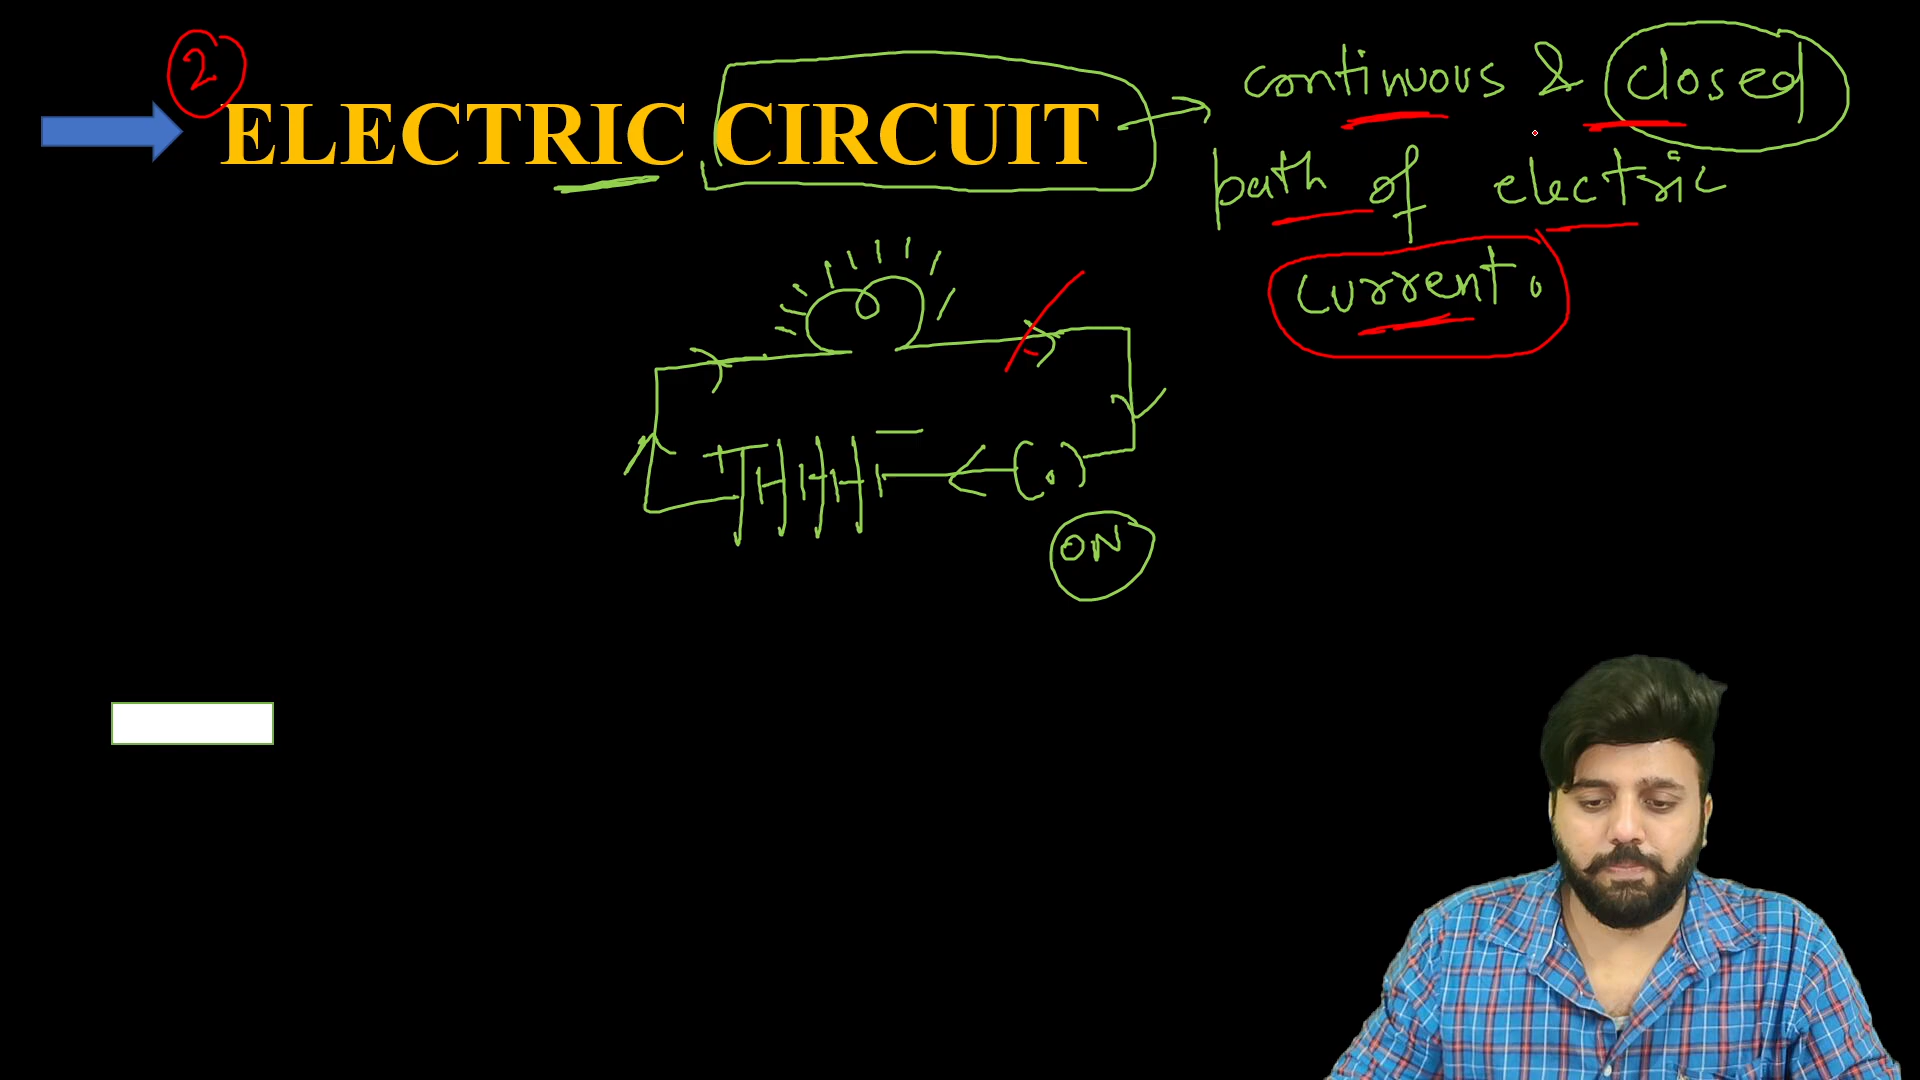 2
ELECTRIC CIRCUIT
continuous & closed
path of electric
current.
+ -
(.)
ON